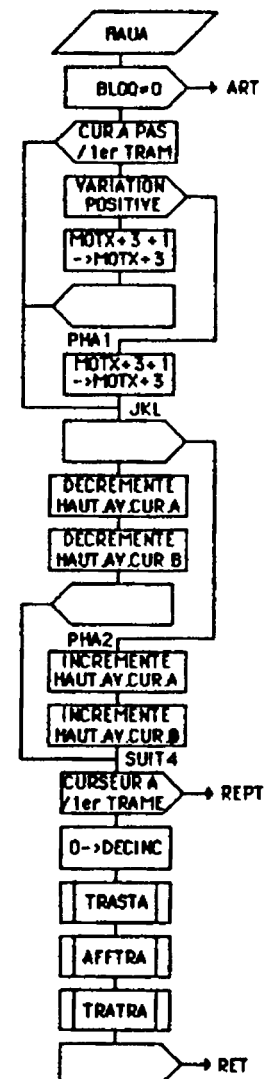 RAUA
BLOQ≠0
ART
CUR.A PAS
/1er TRAM
VARIATION
POSITIVE
MOTX+3+1
->MOTX+3
PHA1
MOTX+3+1
->MOTX+3
JKL
DECREMENTE
HAUT.AV.CUR.A
DECREMENTE
HAUT.AV.CUR B
PHA2
INCREMENTE
HAUT.AV.CUR.A
INCREMENTE
HAUT.AV.CUR.B
SUIT4
CURSEUR A
/1er TRAME
REPT
0->DECINC
TRASTA
AFFTRA
TRATRA
RET